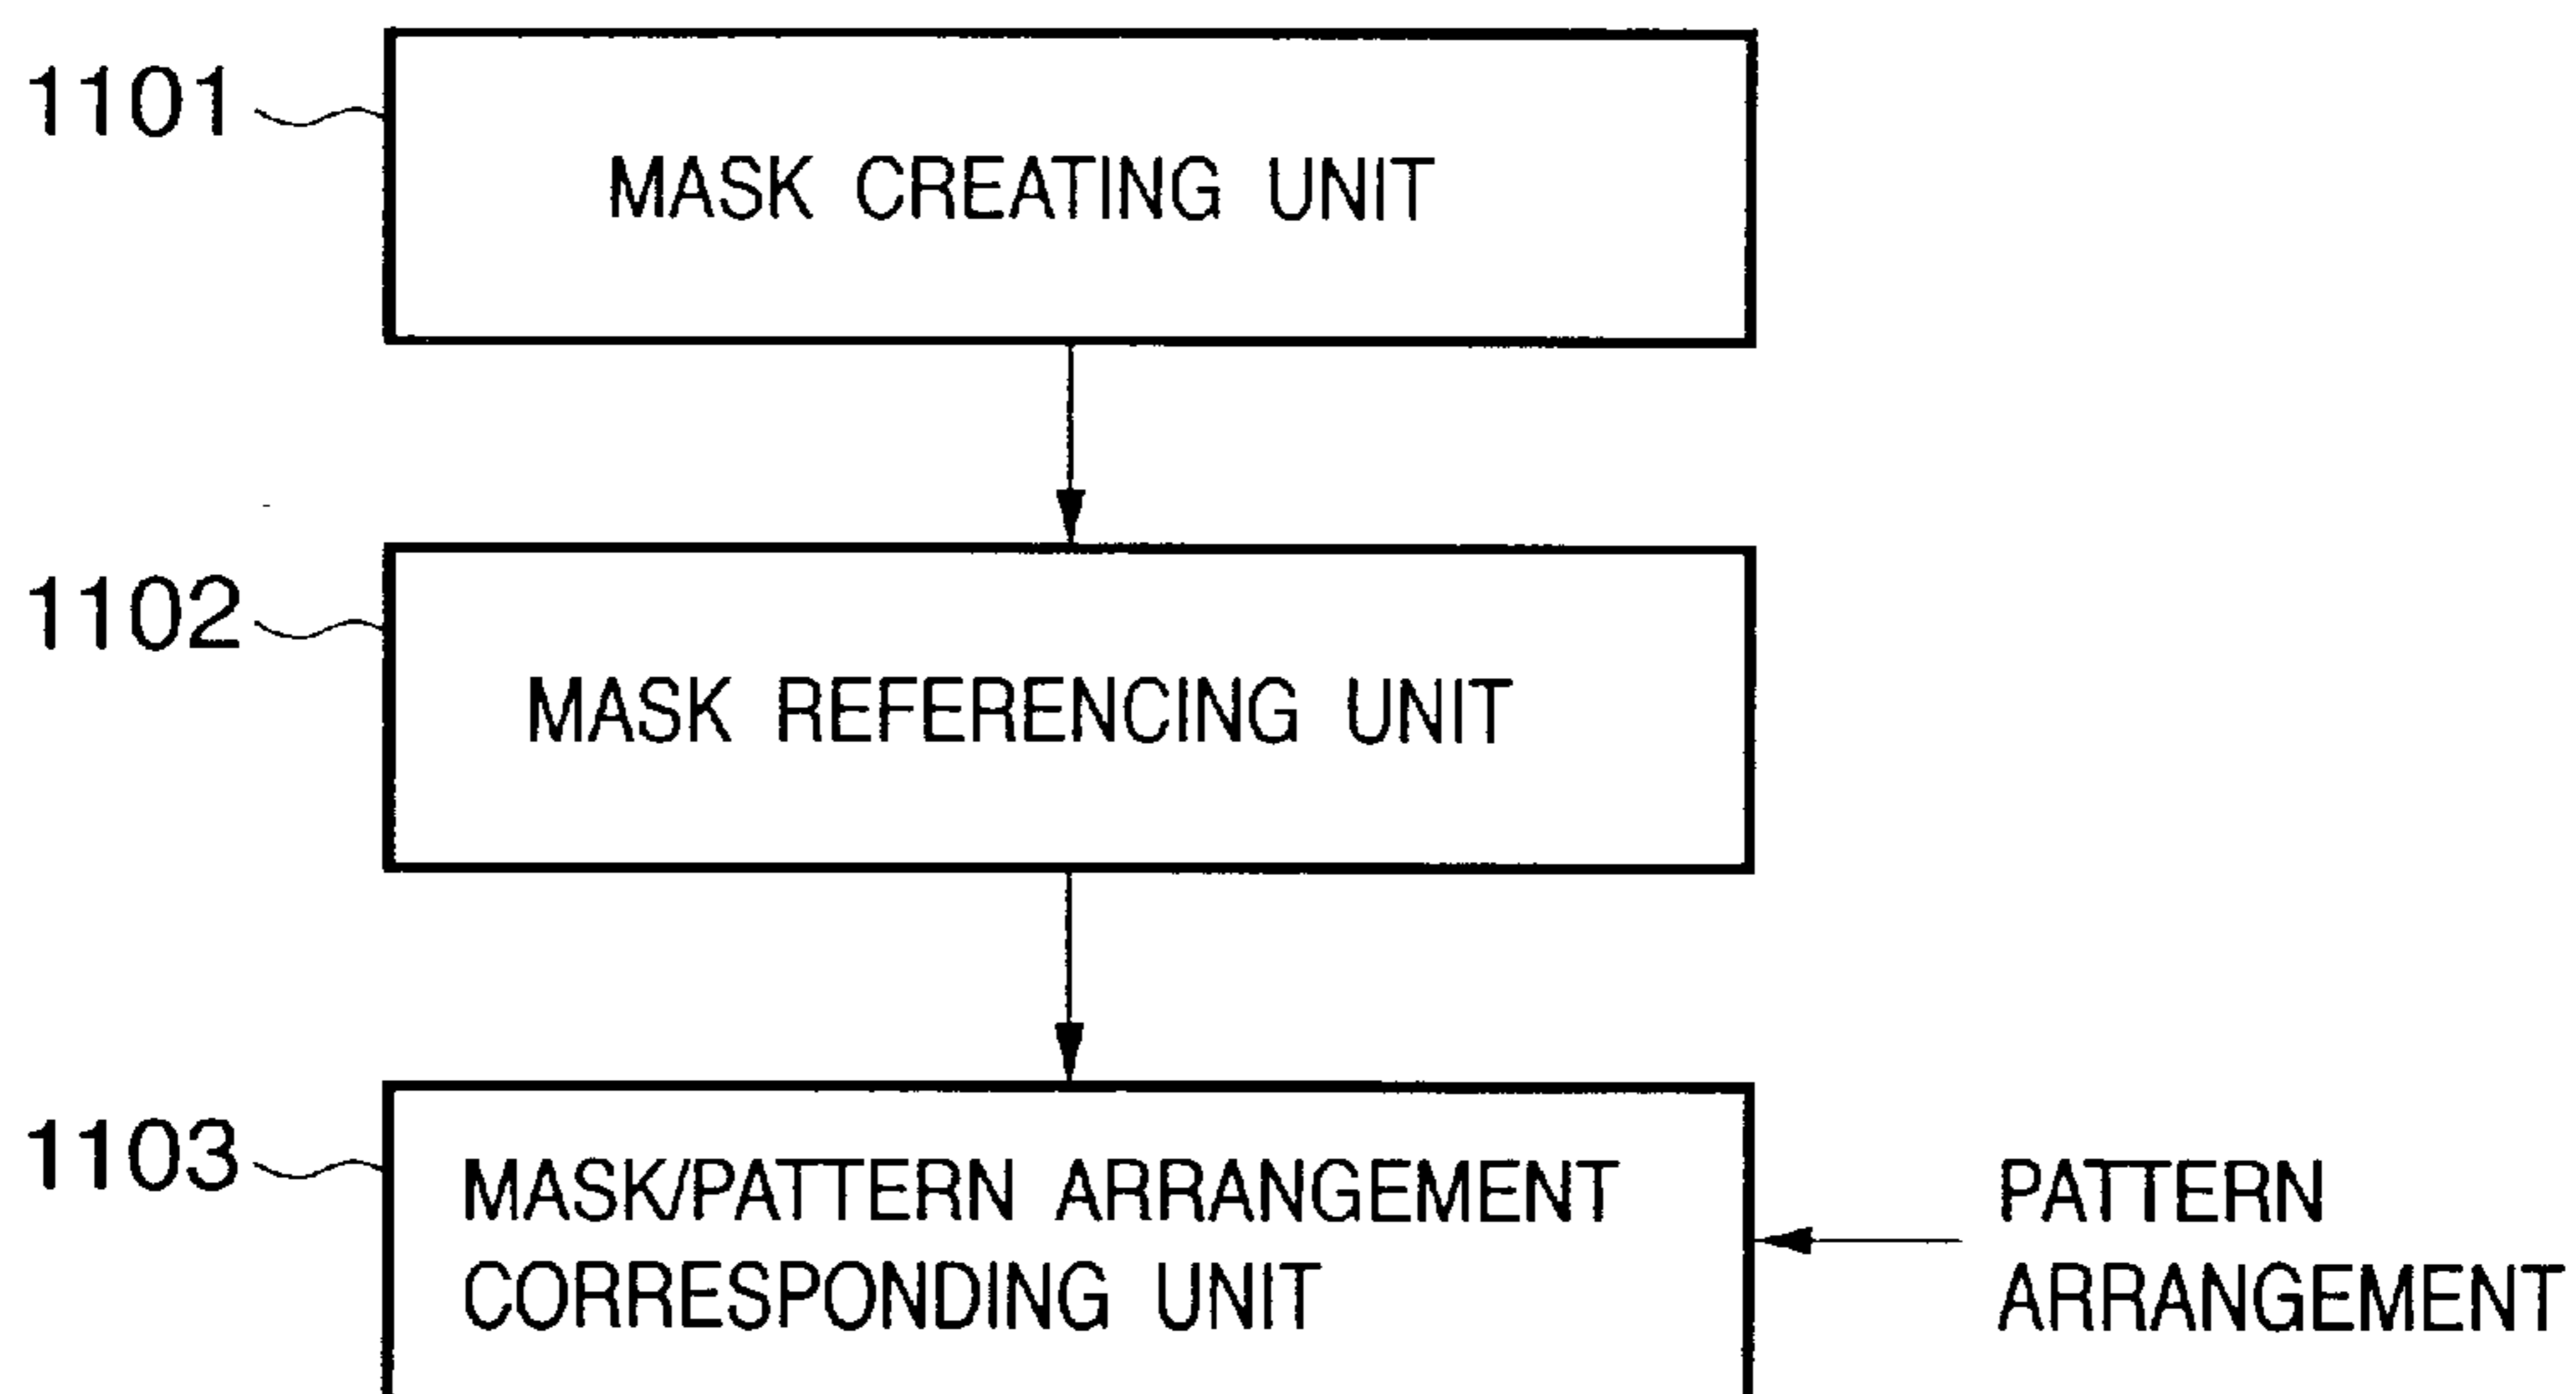 1101
MASK CREATING UNIT
1102
MASK REFERENCING UNIT
1103
MASK/PATTERN ARRANGEMENT
CORRESPONDING UNIT
PATTERN
ARRANGEMENT